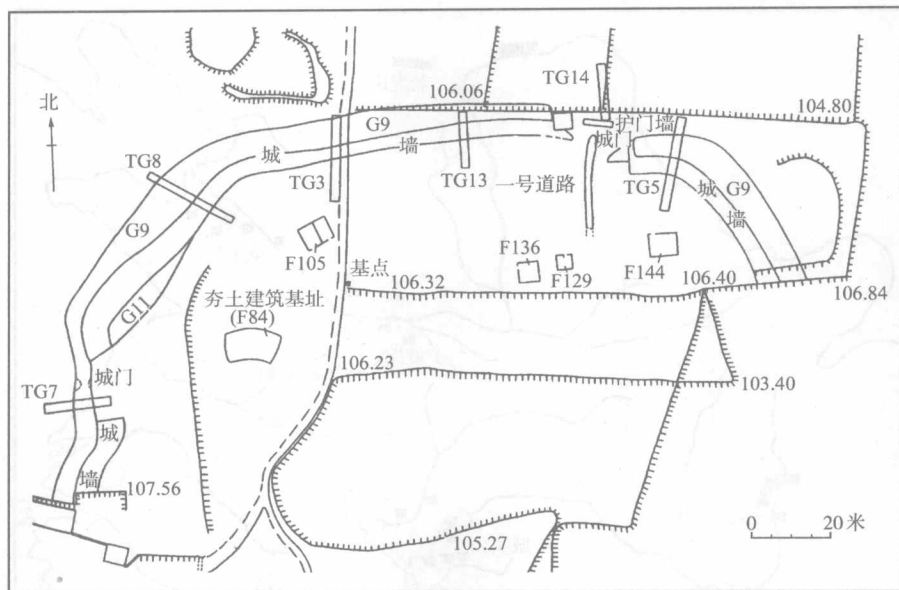 TG14
106.06
104.80
北
G9
护门墙
城门
TG8
城
墙
TG3
TG13
一号道路
TG5
城
G9
墙
G9
F105
F136
F129
F144
基点
106.32
106.40
106.84
G11
夯土建筑基址
(F84)
106.23
103.40
城门
TG7
城
墙
107.56
105.27
0 20米